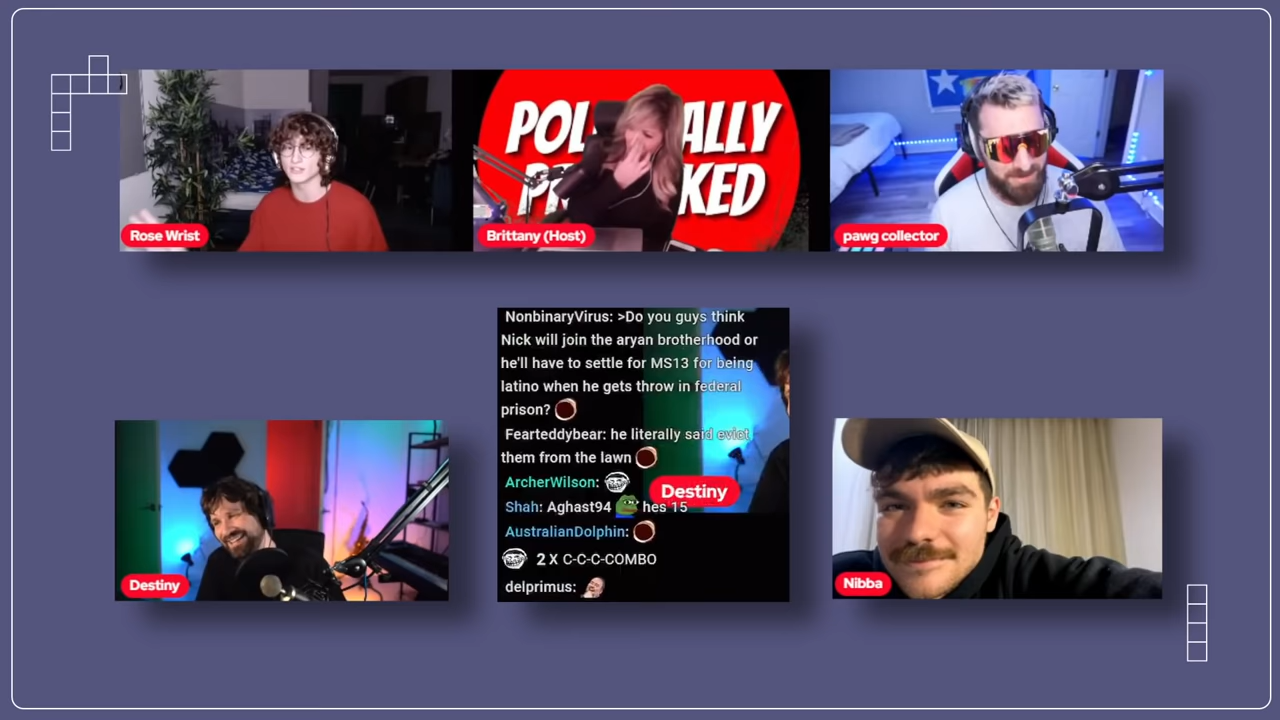 POL ALLY
P KED
Rose Wrist
Brittany (Host)
pawg collector
NonbinaryVirus: >Do you guys think
Nick will join the aryan brotherhood or
he'll have to settle for MS13 for being
latino when he gets throw in federal
prison?
Fearteddybear: he literally said evict
them from the lawn
ArcherWilson:
Destiny
Shah: Aghast94 hes 15
AustralianDolphin:
2 X C-C-C-COMBO
delprimus:
Destiny
Nibba